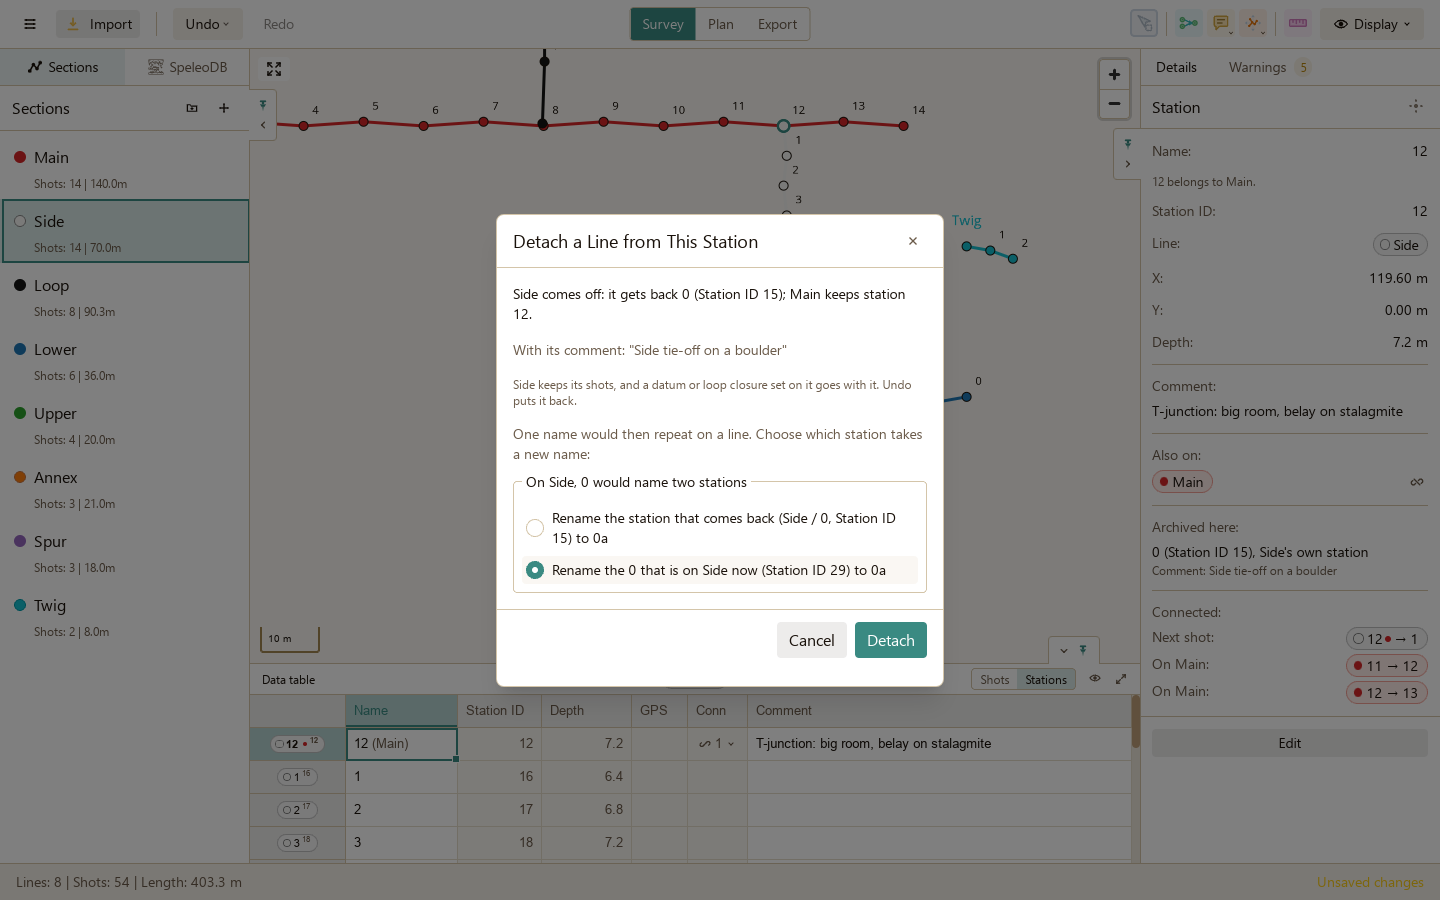 Import
Undo
Redo
Survey
Plan
Export
Display
Sections
SpeleoDB
Sections
Main
Shots: 14 | 140.0m
Side
Shots: 14 | 70.0m
Loop
Shots: 8 | 90.3m
Lower
Shots: 6 | 36.0m
Upper
Shots: 4 | 20.0m
Annex
Shots: 3 | 21.0m
Spur
Shots: 3 | 18.0m
Twig
Shots: 2 | 8.0m
4 5 6 7 8 9 10 11 12 13 14
1
2
3
Twig
1 2
0
10 m
Detach a Line from This Station
Side comes off: it gets back 0 (Station ID 15); Main keeps station
12.
With its comment: "Side tie-off on a boulder"
Side keeps its shots, and a datum or loop closure set on it goes with it. Undo
puts it back.
One name would then repeat on a line. Choose which station takes
a new name:
On Side, 0 would name two stations
Rename the station that comes back (Side / 0, Station ID
15) to 0a
Rename the 0 that is on Side now (Station ID 29) to 0a
Cancel
Detach
Details
Warnings 5
Station
Name: 12
12 belongs to Main.
Station ID: 12
Line: Side
X: 119.60 m
Y: 0.00 m
Depth: 7.2 m
Comment:
T-junction: big room, belay on stalagmite
Also on:
Main
Archived here:
0 (Station ID 15), Side's own station
Comment: Side tie-off on a boulder
Connected:
Next shot: 12 → 1
On Main: 11 → 12
On Main: 12 → 13
Edit
Data table
Shots
Stations
Name Station ID Depth GPS Conn Comment
12 12 12 (Main) 12 7.2 1 T-junction: big room, belay on stalagmite
1 16 1 16 6.4
2 17 2 17 6.8
3 18 3 18 7.2
Lines: 8 | Shots: 54 | Length: 403.3 m
Unsaved changes